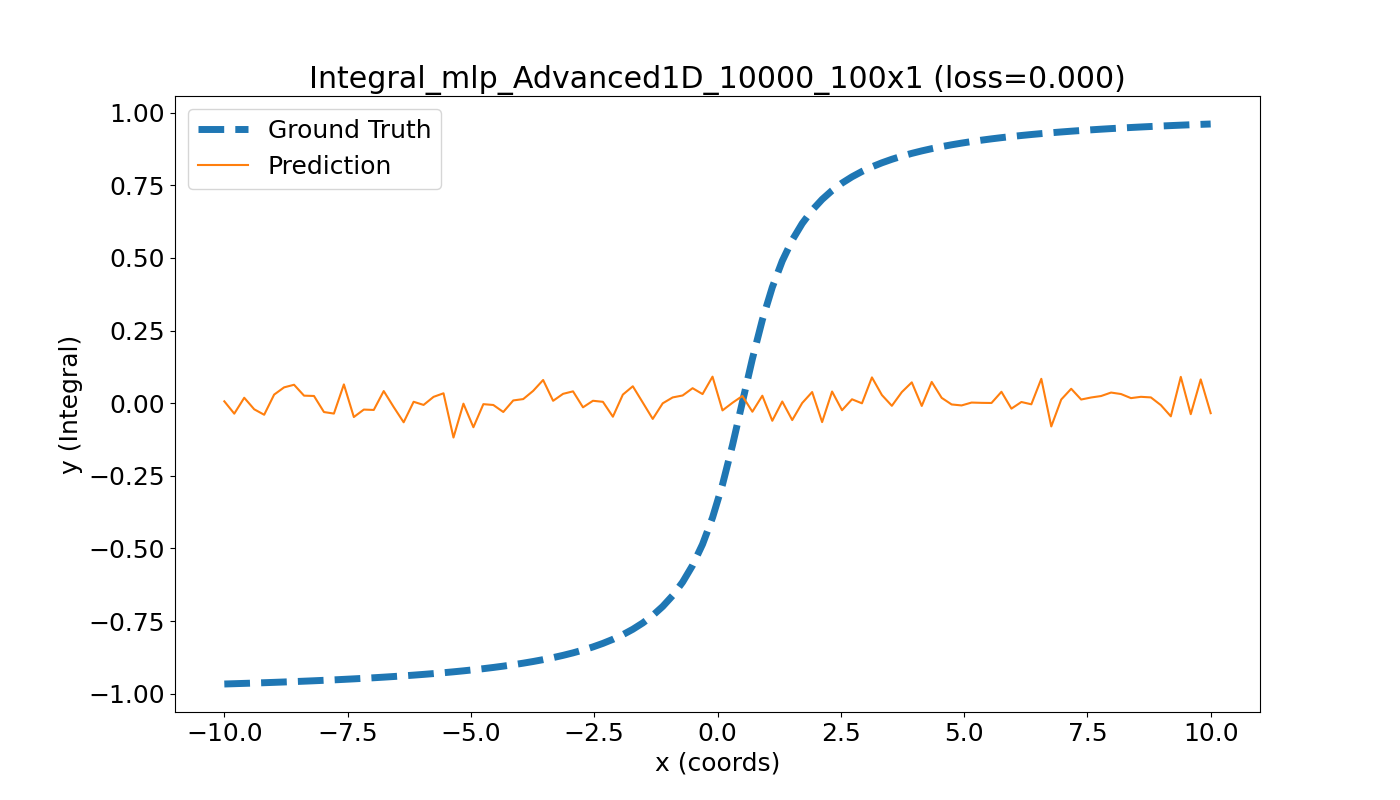 Integral_mlp_Advanced1D_10000_100x1 (loss=0.000)
Ground Truth
Prediction
y (Integral)
1.00
0.75
0.50
0.25
0.00
−0.25
−0.50
−0.75
−1.00
−10.0 −7.5 −5.0 −2.5 0.0 2.5 5.0 7.5 10.0
x (coords)